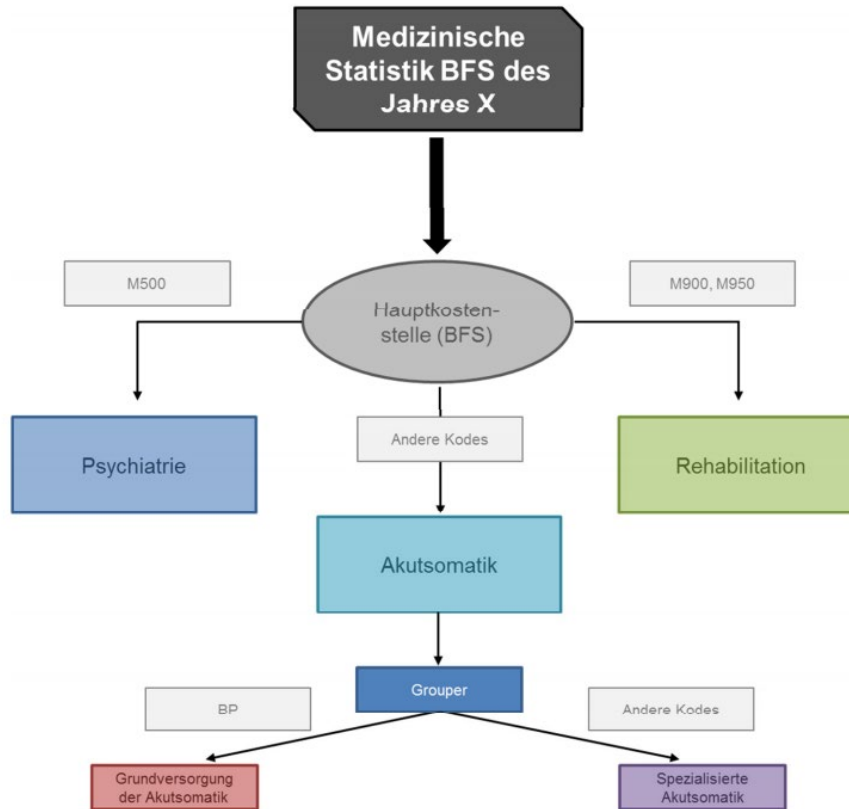 Medizinische
Statistik BFS des
Jahres X
M500
M900, M950
Hauptkosten-
stelle (BFS)
Psychiatrie
Andere Kodes
Rehabilitation
Akutsomatik
Grouper
BP
Andere Kodes
Grundversorgung
der Akutsomatik
Spezialisierte
Akutsomatik